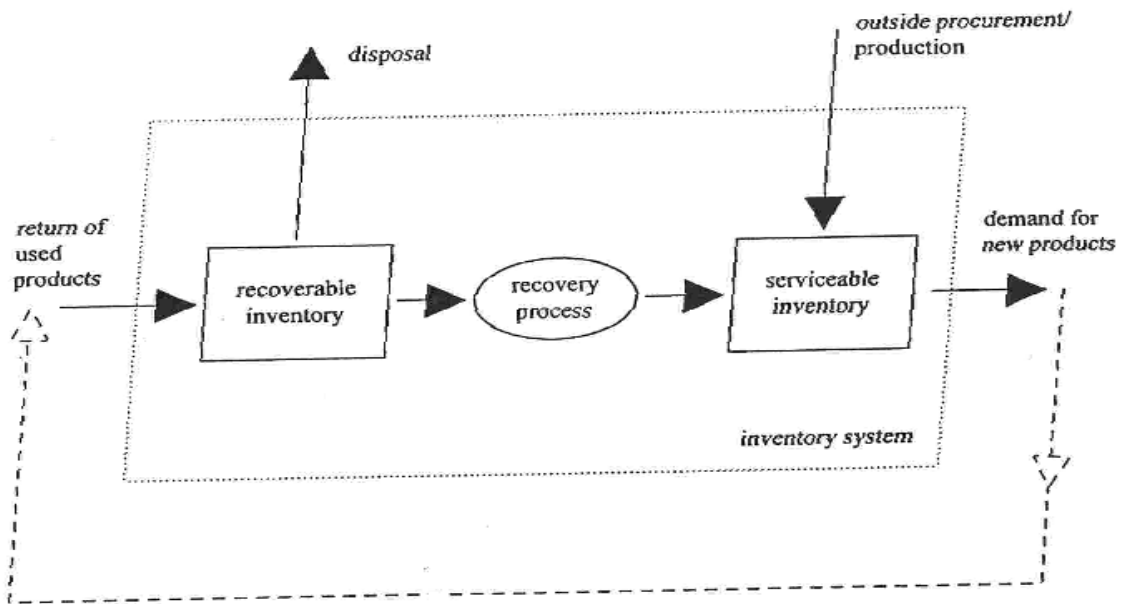 disposal
outside procurement/
production
return of
used
products
recoverable
inventory
recovery
process
serviceable
inventory
demand for
new products
inventory system